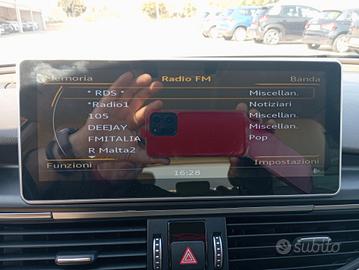 Memoria Radio FM Banda
* RDS * Miscellan.
*Radio1 Notiziari
105 Miscellan.
DEEJAY Miscellan.
FMITALIA Pop
R Malta2
Funzioni Impostazioni
16:28
subito